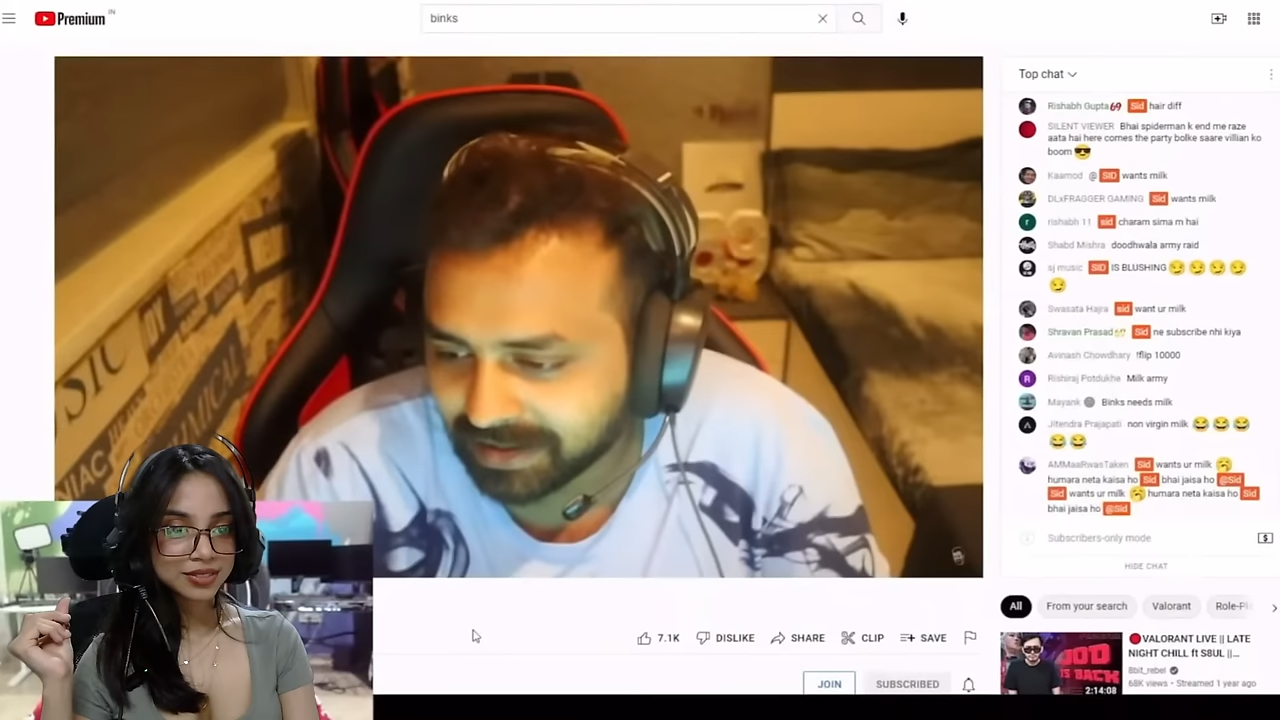 Premium IN
binks
Top chat
Rishabh Gupta69 Sid hair diff
SILENT VIEWER Bhai spiderman k end me raze
aata hai here comes the party bolke saare villian ko
boom 😎
Kaamod @ SID wants milk
DLxFRAGGER GAMING Sid wants milk
rishabh 11 sid charam sima m hai
Shabd Mishra doodhwala army raid
sj music SID IS BLUSHING 😏 😏 😏 😏
😏
Swasata Hajra sid want ur milk
Shravan Prasad Sid ne subscribe nhi kiya
Avinash Chowdhary !flip 10000
R Rishiraj Potdukhe Milk army
Mayank Binks needs milk
Jitendra Prajapati non virgin milk 😂 😂 😂
😂 😂
AMMaaRwasTaken Sid wants ur milk
humara neta kaisa ho Sid bhai jaisa ho @Sid
Sid wants ur milk humara neta kaisa ho Sid
bhai jaisa ho @Sid
Subscribers-only mode
HIDE CHAT
All From your search Valorant Role-Pl
7.1K DISLIKE SHARE CLIP SAVE
JOIN SUBSCRIBED
🔴VALORANT LIVE || LATE
NIGHT CHILL ft S8UL ||...
8bit_rebel
68K views • Streamed 1 year ago
IS BACK
2:14:08